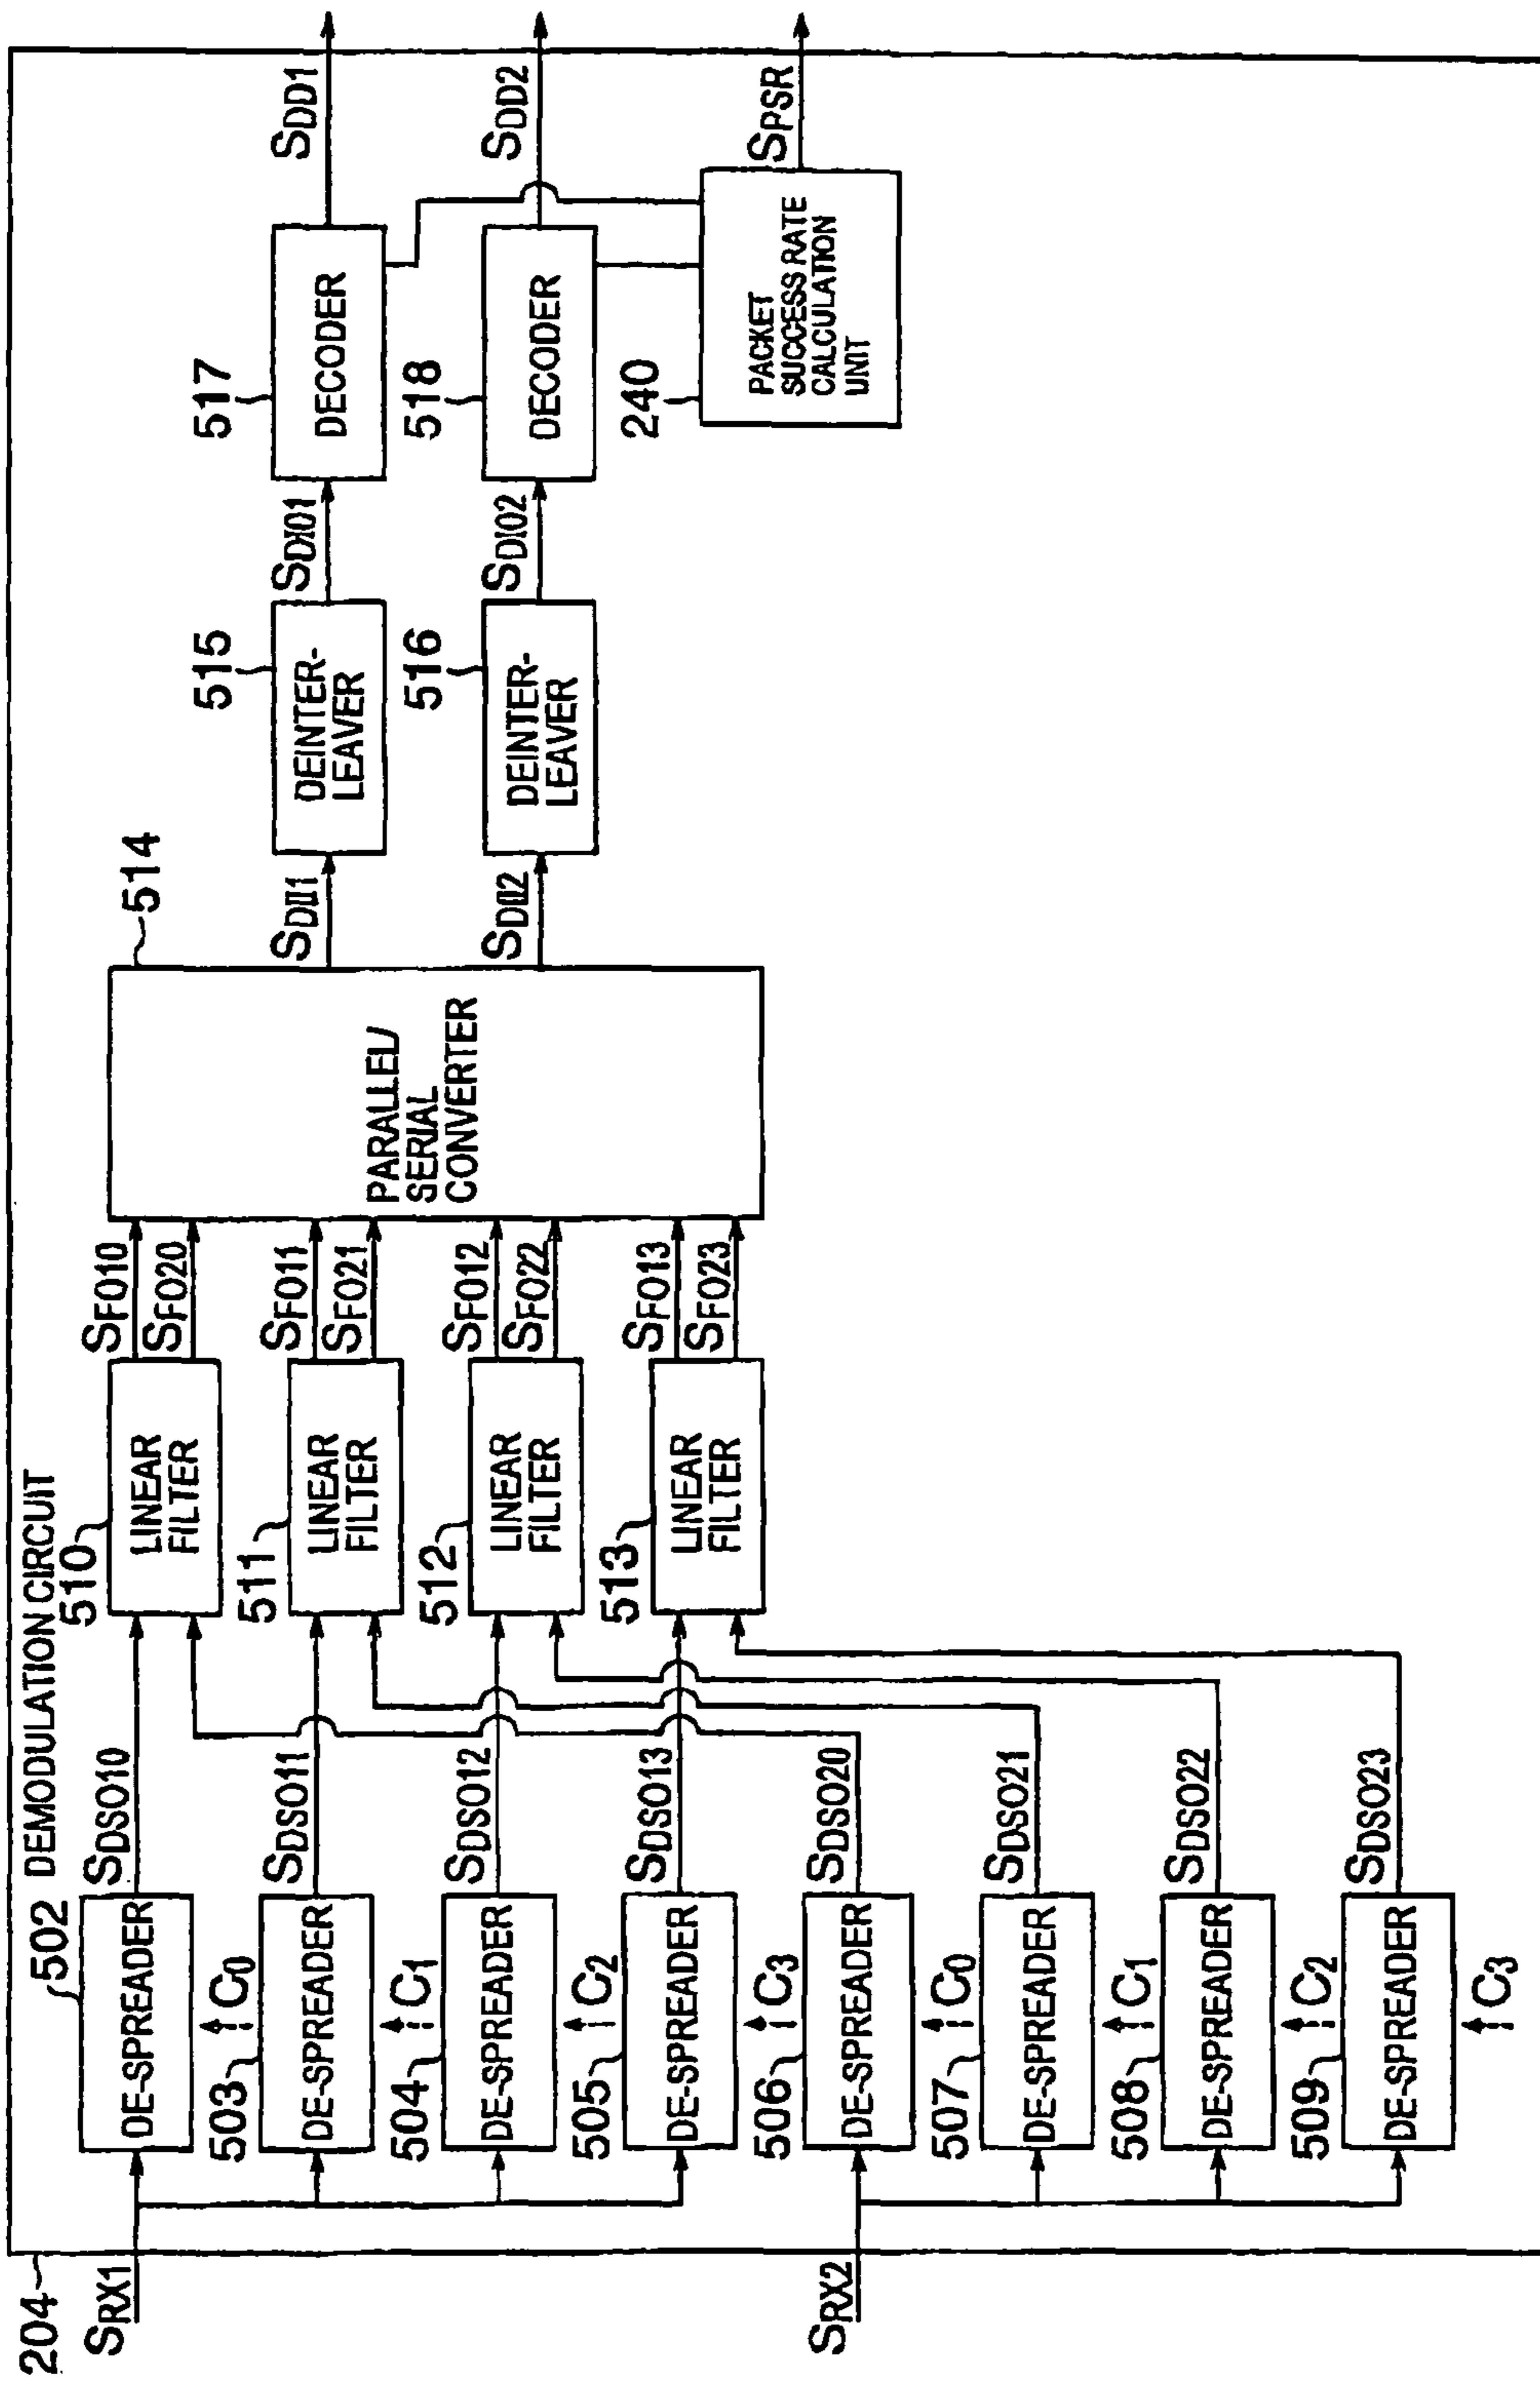 204
DEMODULATION CIRCUIT
SRX1
SRX2
502
DE-SPREADER
C0
503
DE-SPREADER
C1
504
DE-SPREADER
C2
505
DE-SPREADER
C3
506
DE-SPREADER
C0
507
DE-SPREADER
C1
508
DE-SPREADER
C2
509
DE-SPREADER
C3
SDSO10
SDSO11
SDSO12
SDSO13
SDSO20
SDSO21
SDSO22
SDSO23
510
LINEAR
FILTER
511
LINEAR
FILTER
512
LINEAR
FILTER
513
LINEAR
FILTER
SFO10
SFO20
SFO11
SFO21
SFO12
SFO22
SFO13
SFO23
514
PARALLEL/
SERIAL
CONVERTER
SDII1
SDII2
515
DEINTER-
LEAVER
516
DEINTER-
LEAVER
SDIO1
SDIO2
517
DECODER
518
DECODER
240
PACKET
SUCCESS RATE
CALCULATION
UNIT
SDD1
SDD2
SPSR